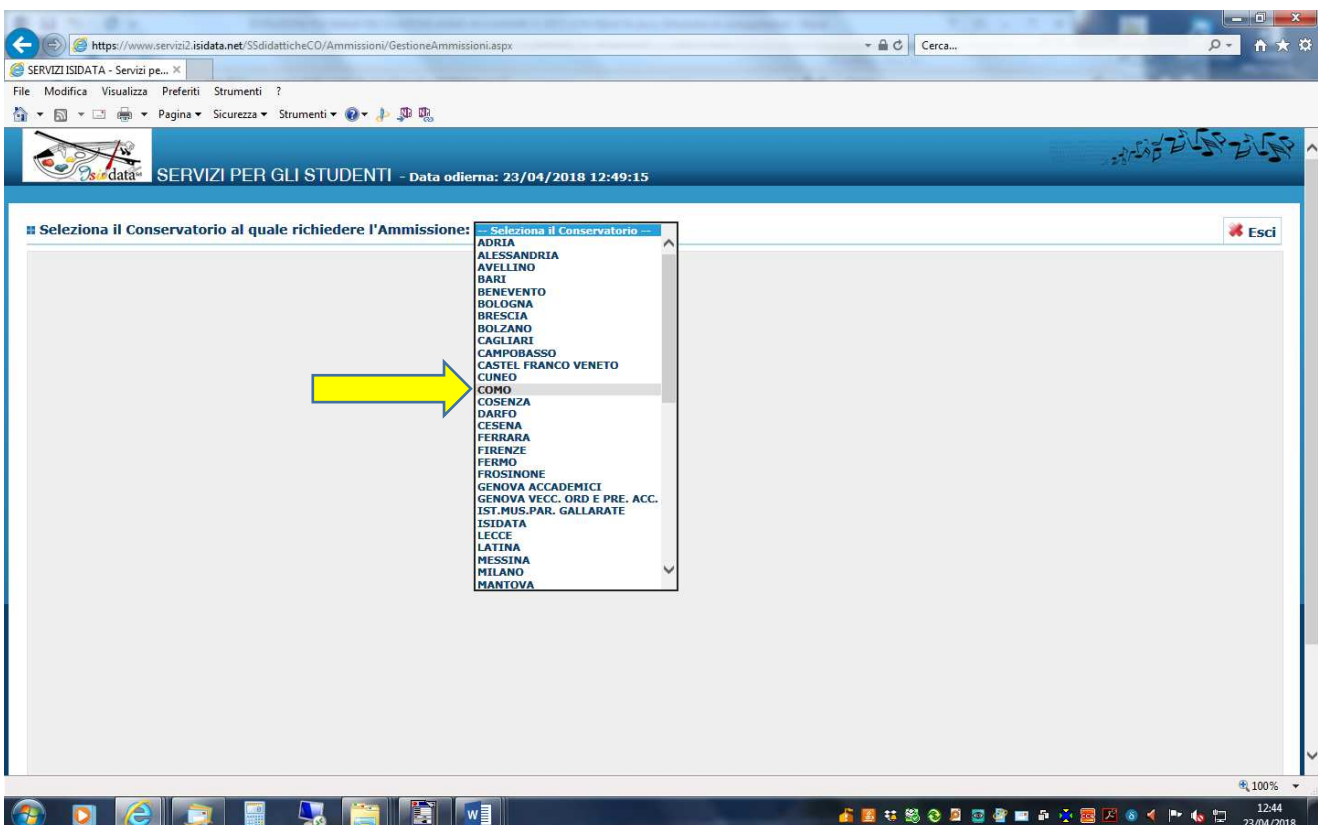 https://www.servizi2.isidata.net/SSdidatticheCO/Ammissioni/GestioneAmmissioni.aspx
Cerca...
SERVIZI ISIDATA - Servizi pe...
File Modifica Visualizza Preferiti Strumenti ?
Pagina Sicurezza Strumenti
Isidata SERVIZI PER GLI STUDENTI - Data odierna: 23/04/2018 12:49:15
Seleziona il Conservatorio al quale richiedere l'Ammissione: -- Seleziona il Conservatorio -- Esci
ADRIA
ALESSANDRIA
AVELLINO
BARI
BENEVENTO
BOLOGNA
BRESCIA
BOLZANO
CAGLIARI
CAMPOBASSO
CASTEL FRANCO VENETO
CUNEO
COMO
COSENZA
DARFO
CESENA
FERRARA
FIRENZE
FERMO
FROSINONE
GENOVA ACCADEMICI
GENOVA VECC. ORD E PRE. ACC.
IST.MUS.PAR. GALLARATE
ISIDATA
LECCE
LATINA
MESSINA
MILANO
MANTOVA
100%
12:44
23/04/2018